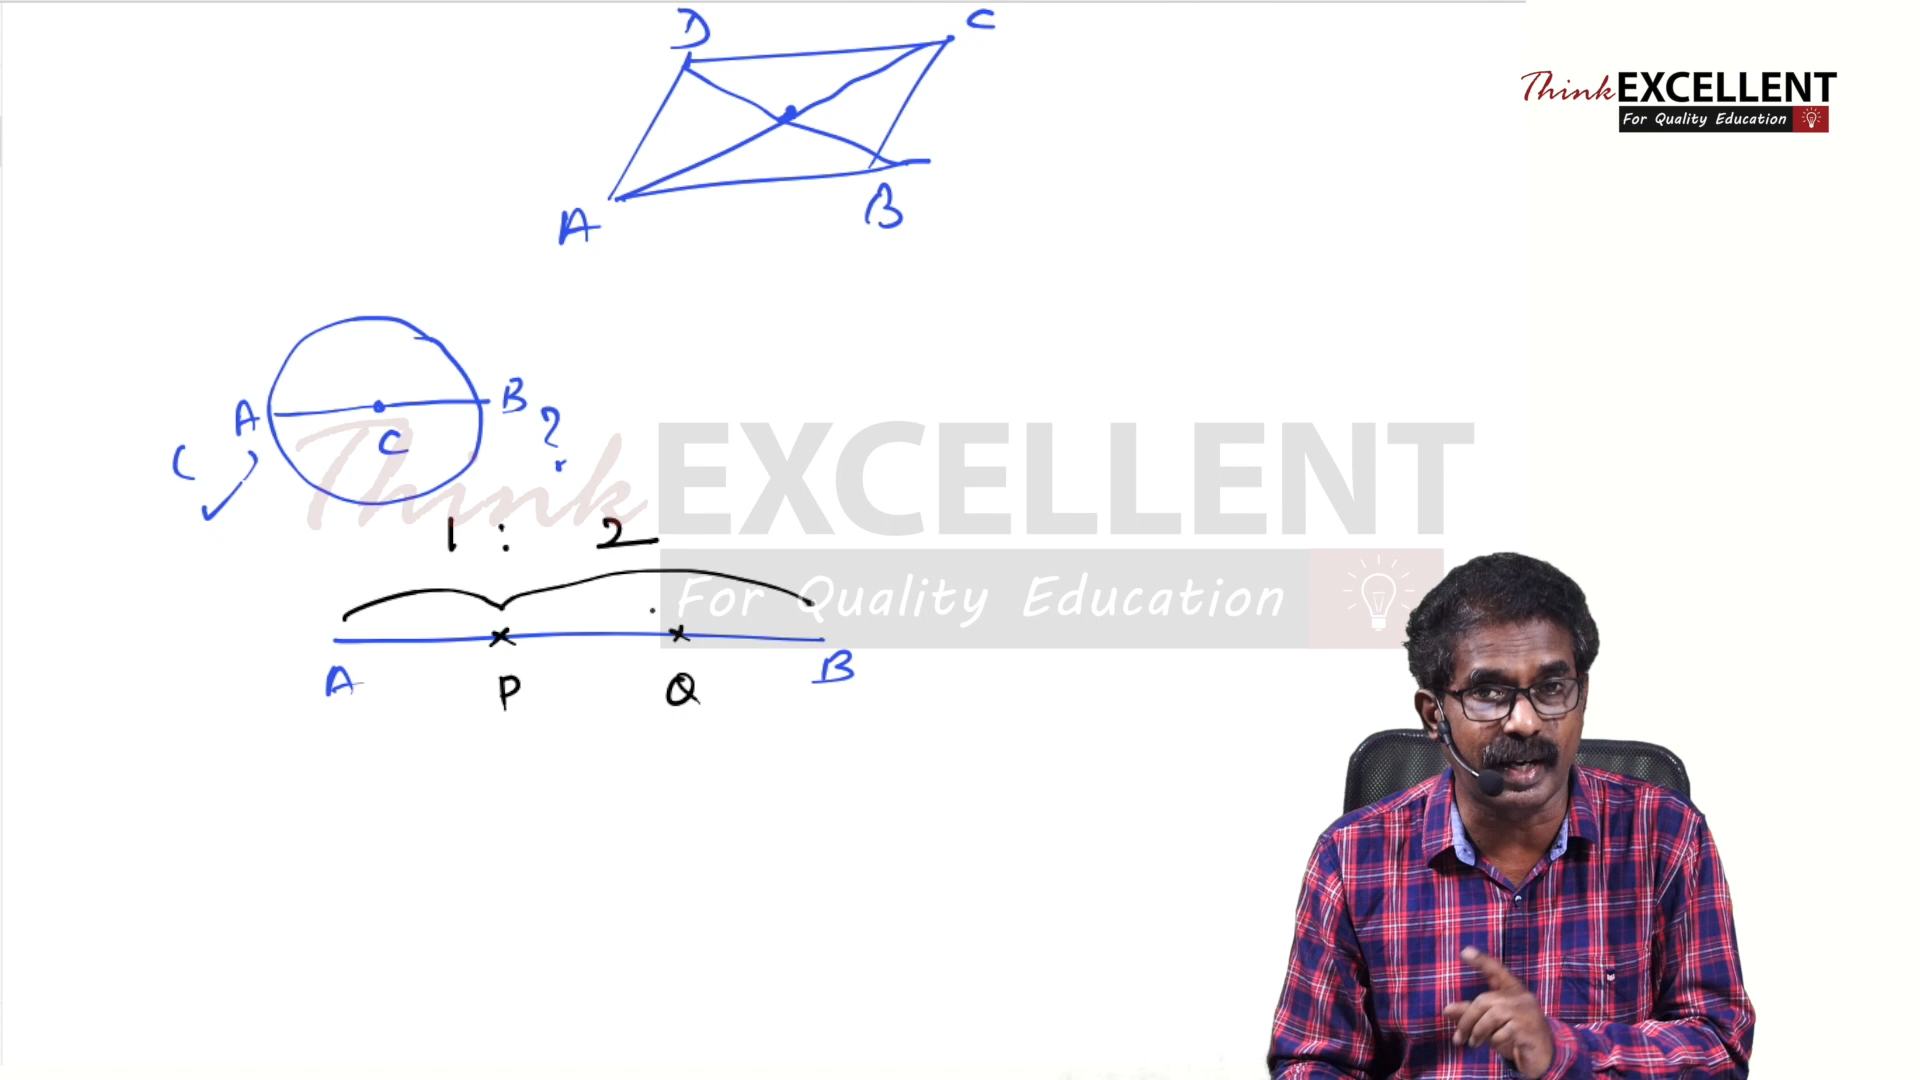 D C
Think EXCELLENT
For Quality Education
A B
A B
C ?
(
Think EXCELLENT
1 : 2
For Quality Education
A P Q B